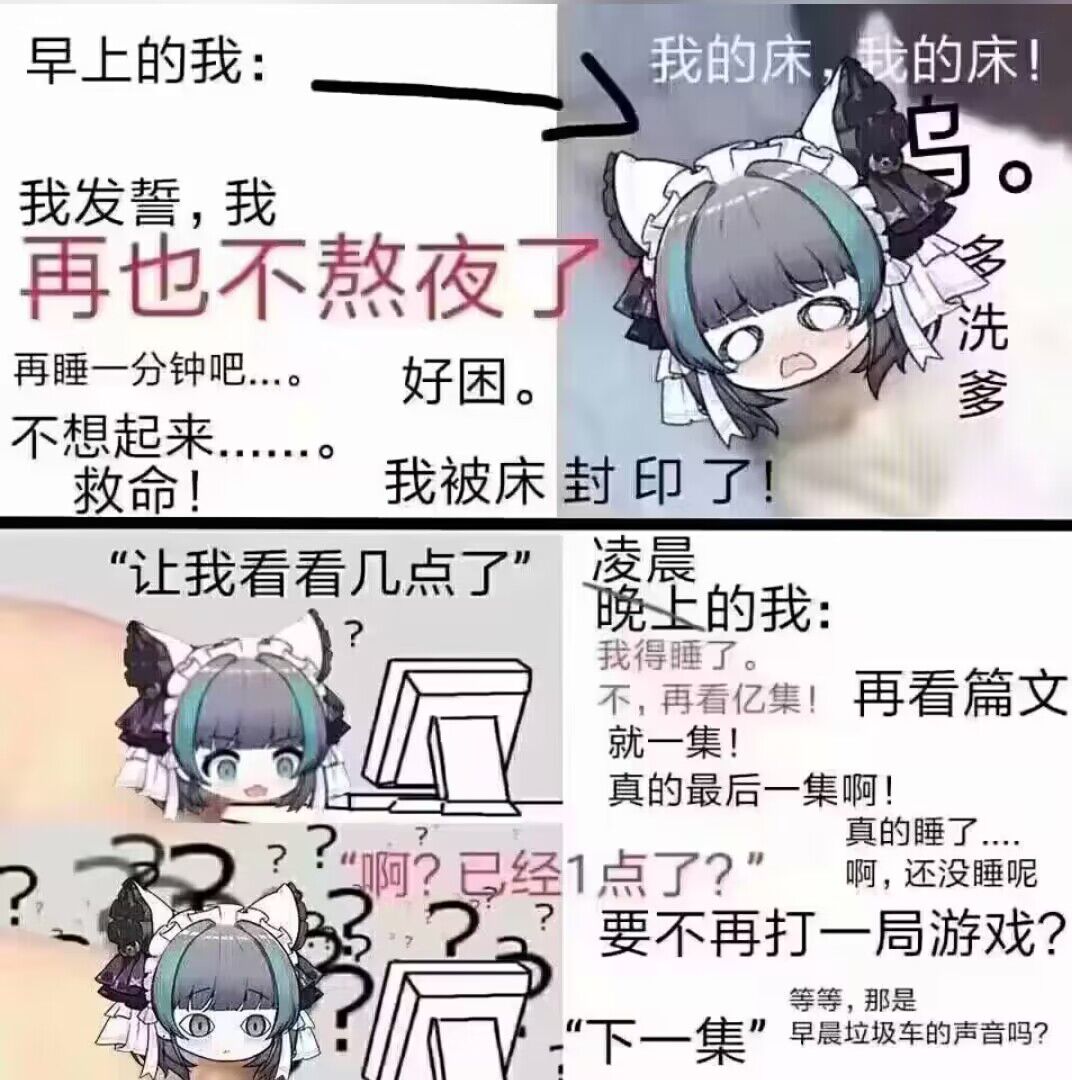 早上的我：
我的床，我的床！
呜。
我发誓，我
再也不熬夜了
多洗爹
再睡一分钟吧...。
好困。
不想起来......。
救命！
我被床封印了！
“让我看看几点了”
?
“啊？已经1点了？”
凌晨
晚上的我：
我得睡了。
不，再看亿集！
再看篇文
就一集！
真的最后一集啊！
真的睡了....
啊，还没睡呢
要不再打一局游戏？
等等，那是
早晨垃圾车的声音吗？
“下一集”